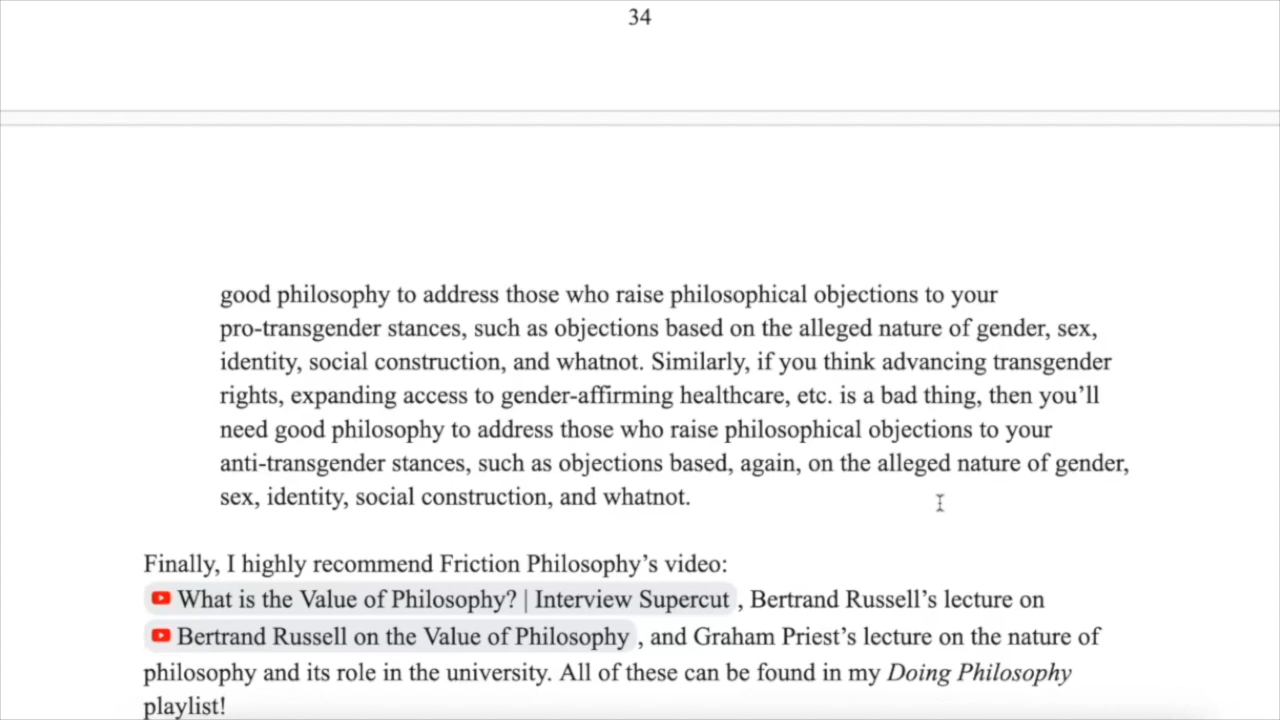 34
good philosophy to address those who raise philosophical objections to your
pro-transgender stances, such as objections based on the alleged nature of gender, sex,
identity, social construction, and whatnot. Similarly, if you think advancing transgender
rights, expanding access to gender-affirming healthcare, etc. is a bad thing, then you’ll
need good philosophy to address those who raise philosophical objections to your
anti-transgender stances, such as objections based, again, on the alleged nature of gender,
sex, identity, social construction, and whatnot.
Finally, I highly recommend Friction Philosophy’s video:
What is the Value of Philosophy? | Interview Supercut , Bertrand Russell’s lecture on
Bertrand Russell on the Value of Philosophy , and Graham Priest’s lecture on the nature of
philosophy and its role in the university. All of these can be found in my Doing Philosophy
playlist!